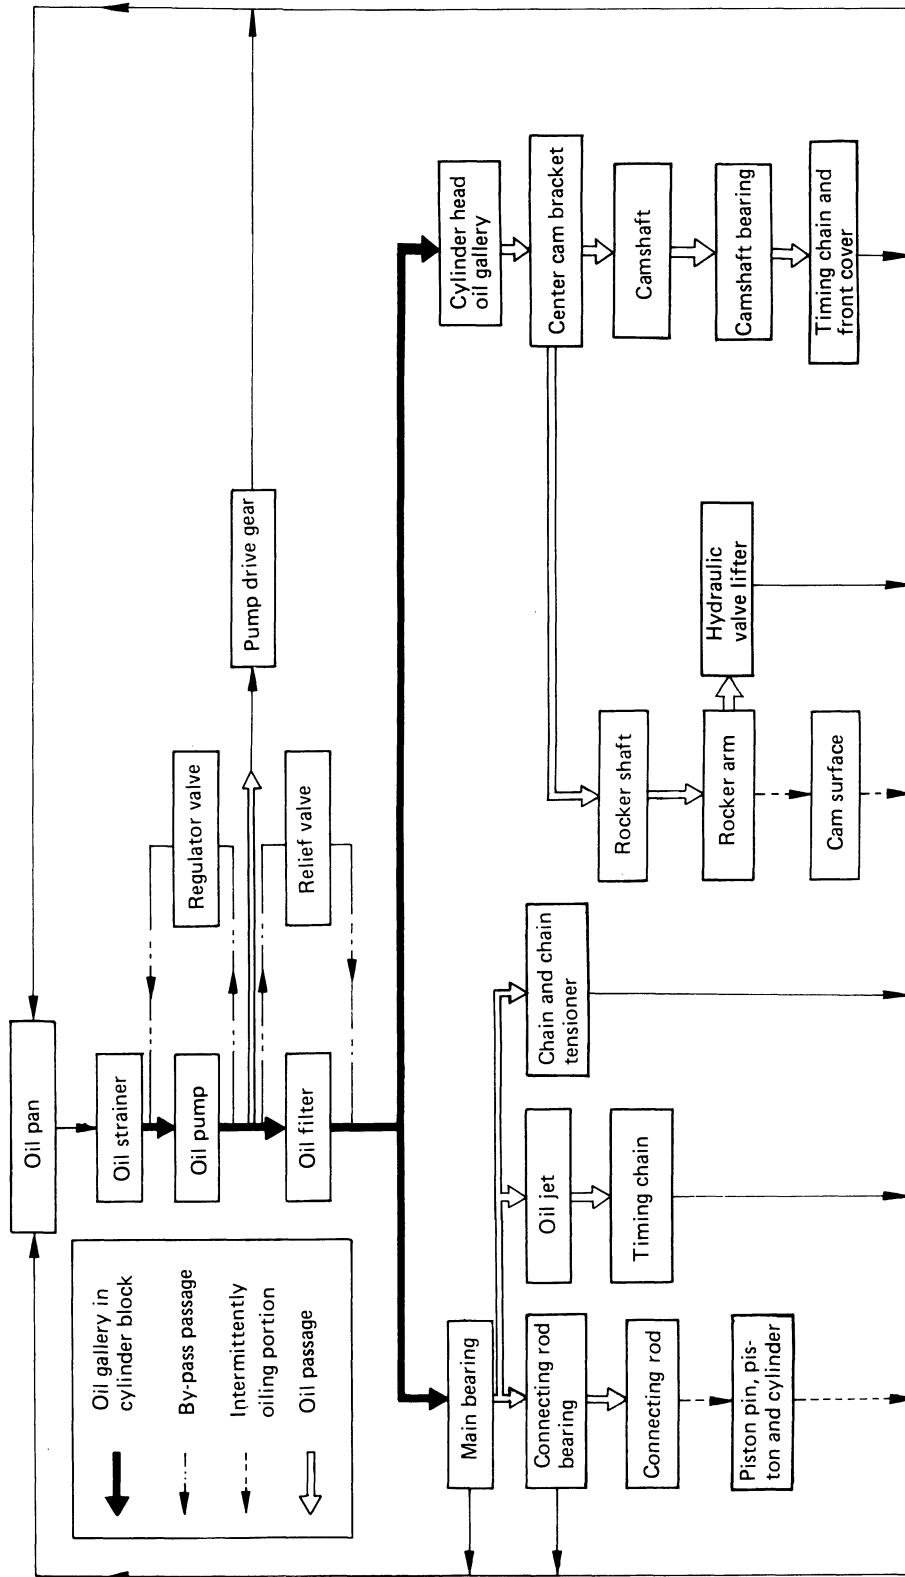 Oil pan
Oil strainer
Oil pump
Oil filter
Regulator valve
Relief valve
Pump drive gear
Oil gallery in
cylinder block
By-pass passage
Intermittently
oiling portion
Oil passage
Main bearing
Connecting rod
bearing
Connecting rod
Piston pin, pis-
ton and cylinder
Oil jet
Timing chain
Chain and chain
tensioner
Rocker shaft
Rocker arm
Cam surface
Hydraulic
valve lifter
Cylinder head
oil gallery
Center cam bracket
Camshaft
Camshaft bearing
Timing chain and
front cover